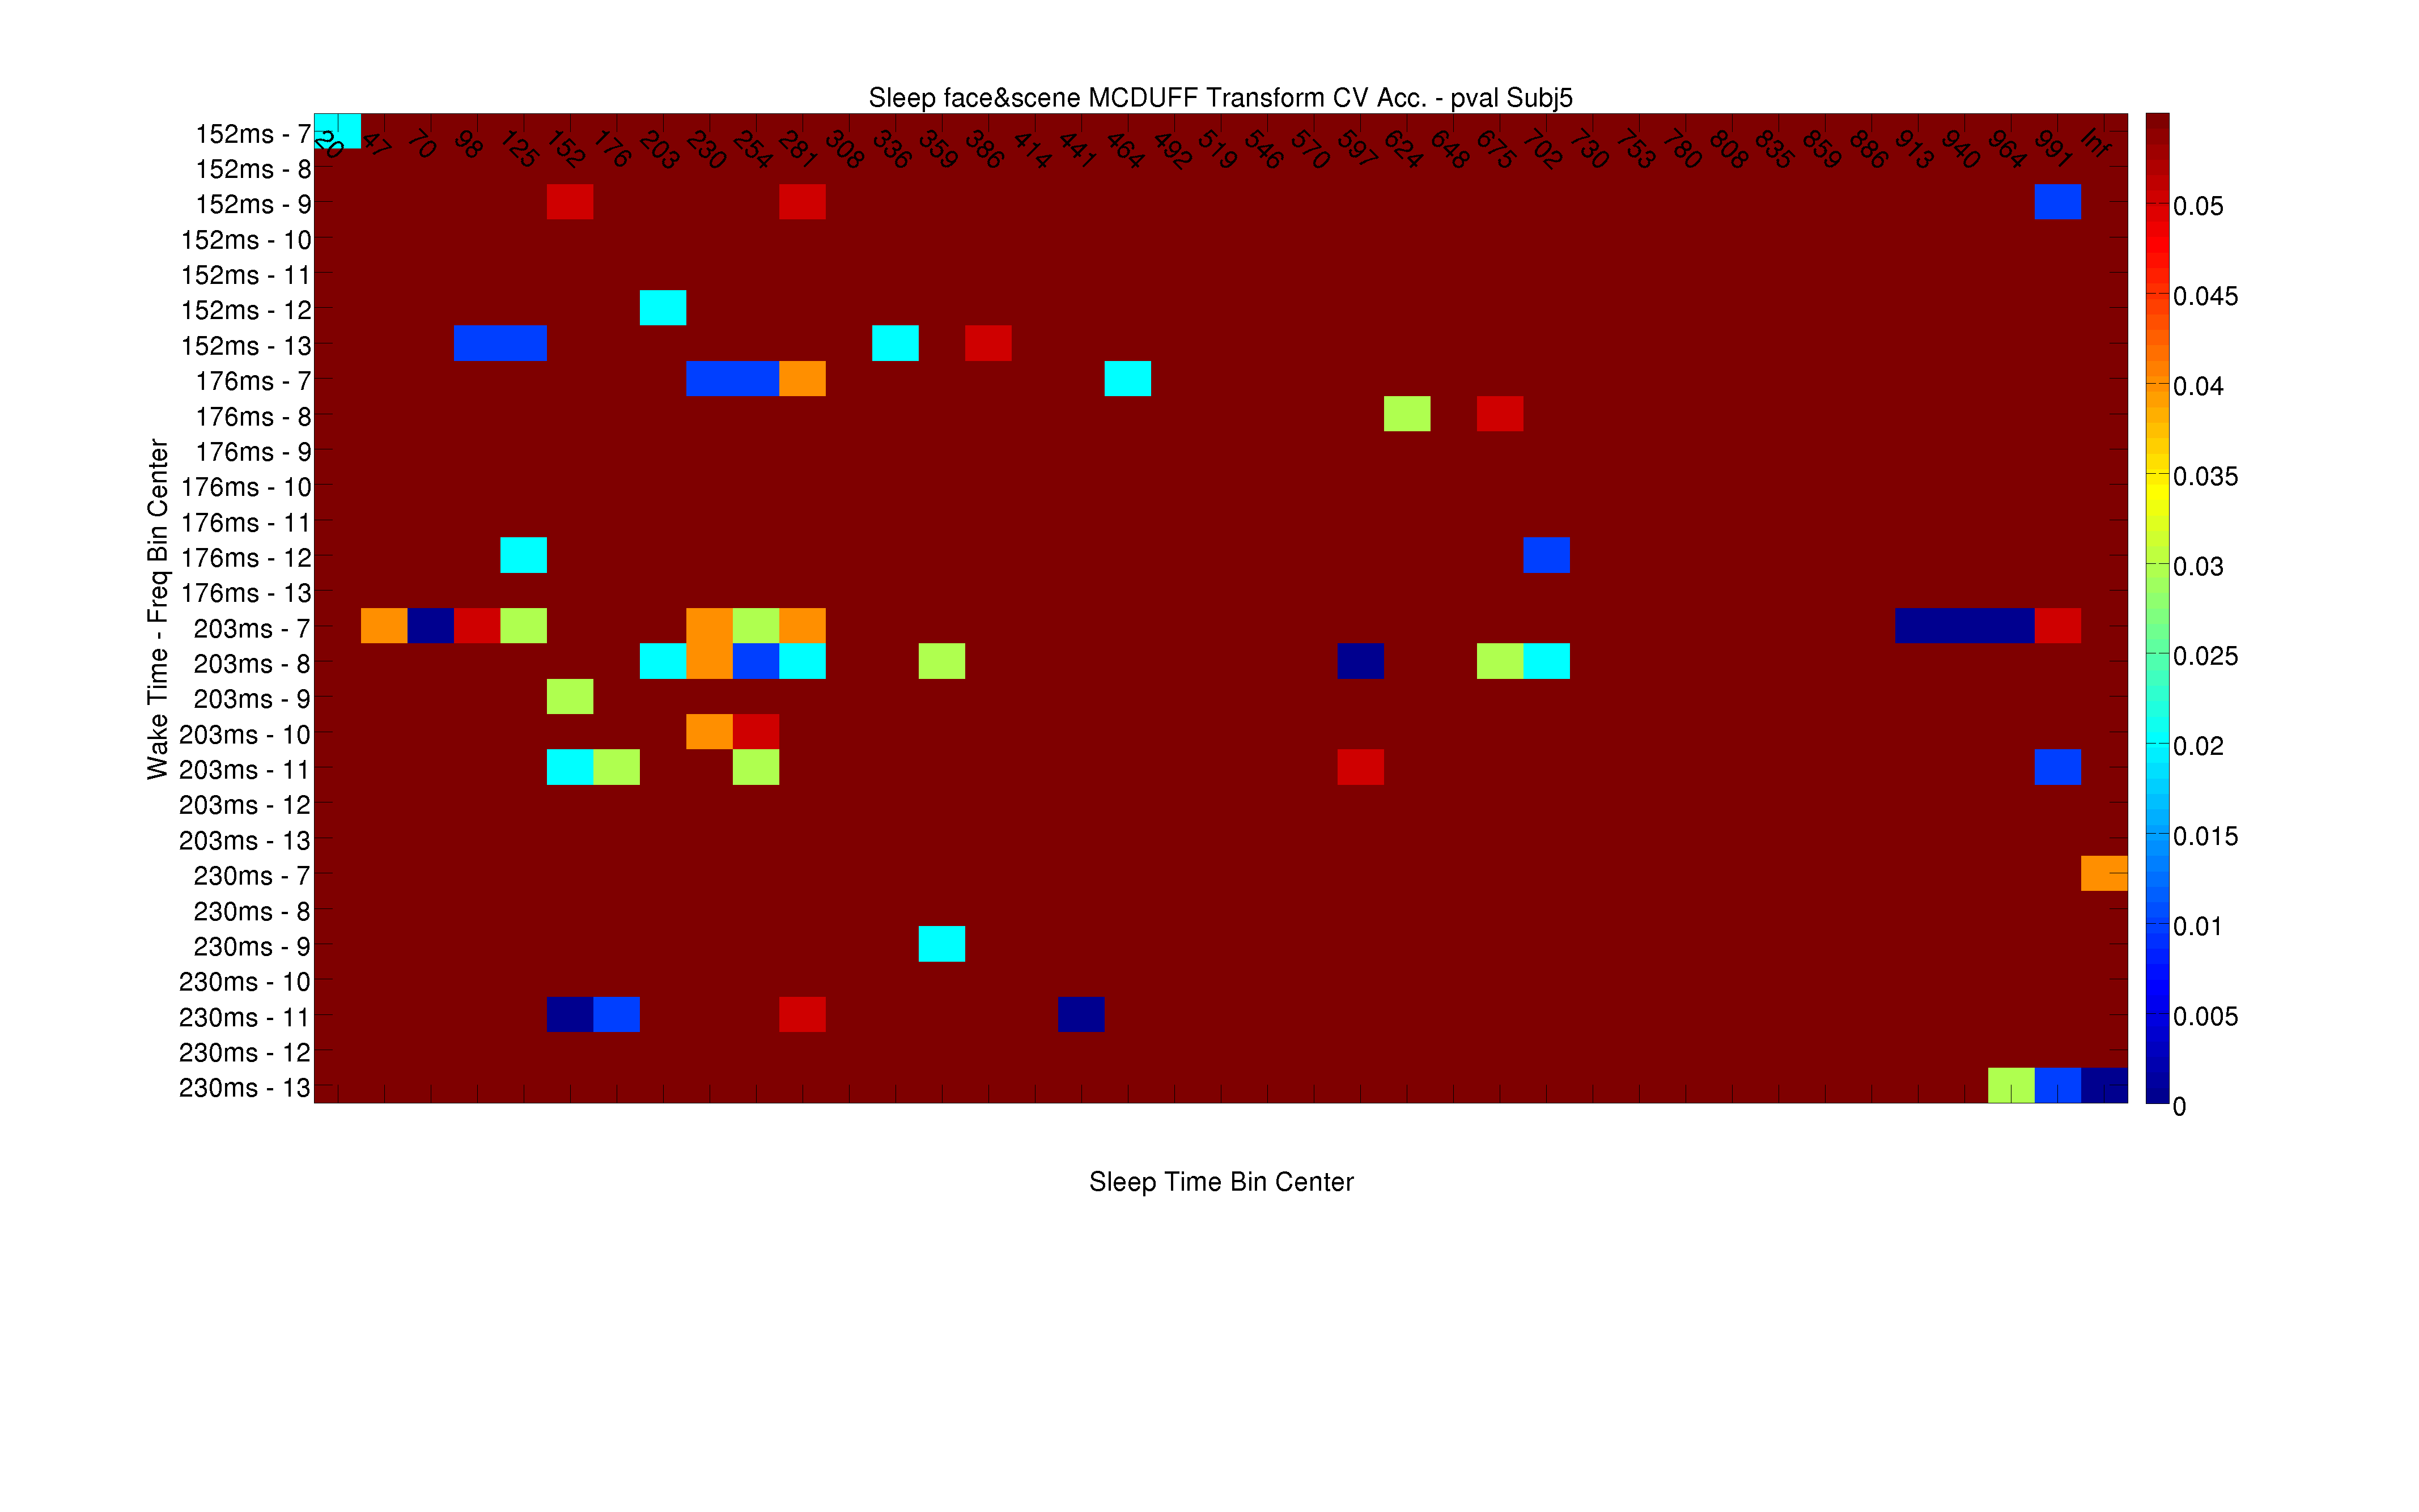 Sleep face&scene MCDUFF Transform CV Acc. - pval Subj5
20 47 70 98 125 152 176 203 230 254 281 308 336 359 386 414 441 464 492 519 546 570 597 624 648 675 702 730 753 780 808 835 859 886 913 940 964 991 Inf
152ms - 7
152ms - 8
152ms - 9
152ms - 10
152ms - 11
152ms - 12
152ms - 13
176ms - 7
176ms - 8
176ms - 9
176ms - 10
176ms - 11
176ms - 12
176ms - 13
203ms - 7
203ms - 8
203ms - 9
203ms - 10
203ms - 11
203ms - 12
203ms - 13
230ms - 7
230ms - 8
230ms - 9
230ms - 10
230ms - 11
230ms - 12
230ms - 13
Wake Time - Freq Bin Center
0.05
0.045
0.04
0.035
0.03
0.025
0.02
0.015
0.01
0.005
0
Sleep Time Bin Center